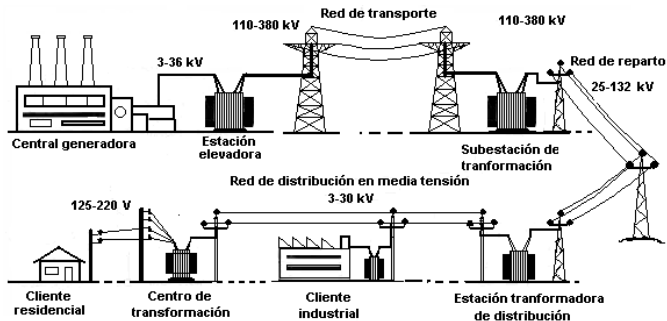 Red de transporte
110-380 kV
110-380 kV
3-36 kV
Red de reparto
25-132 kV
Central generadora
Estación
elevadora
Subestación de
tranformación
Red de distribución en media tensión
3-30 kV
125-220 V
Cliente
residencial
Centro de
transformación
Cliente
industrial
Estación tranformadora
de distribución